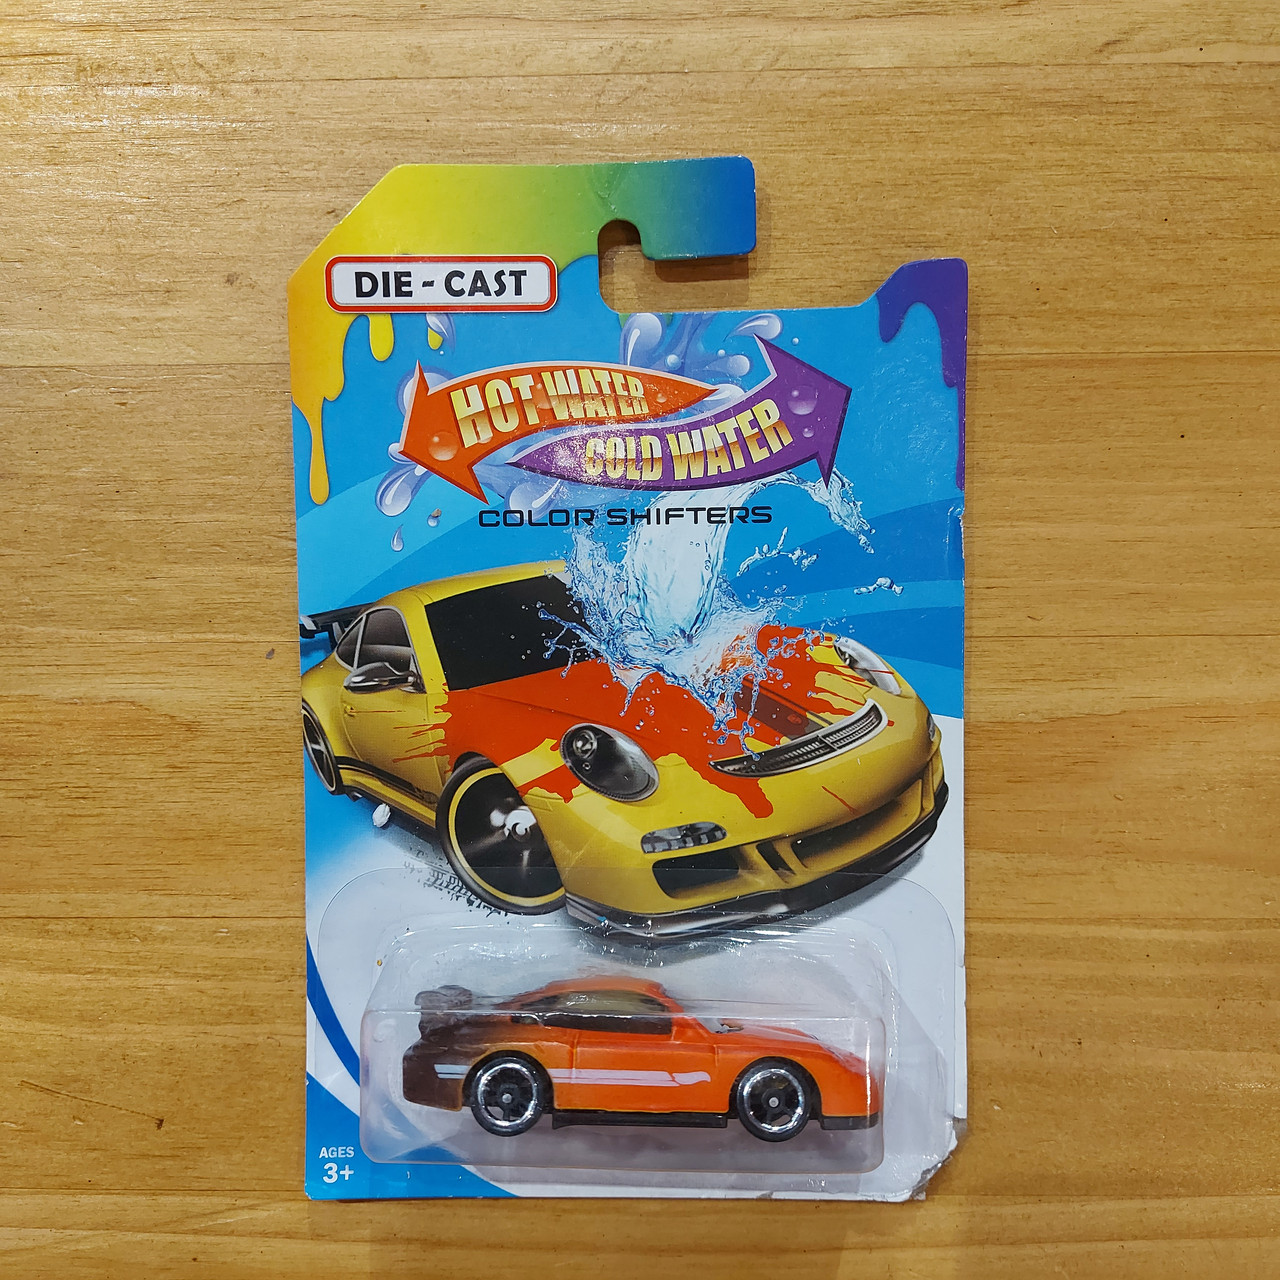 DIE - CAST
HOT WATER
COLD WATER
COLOR SHIFTERS
AGES
3+